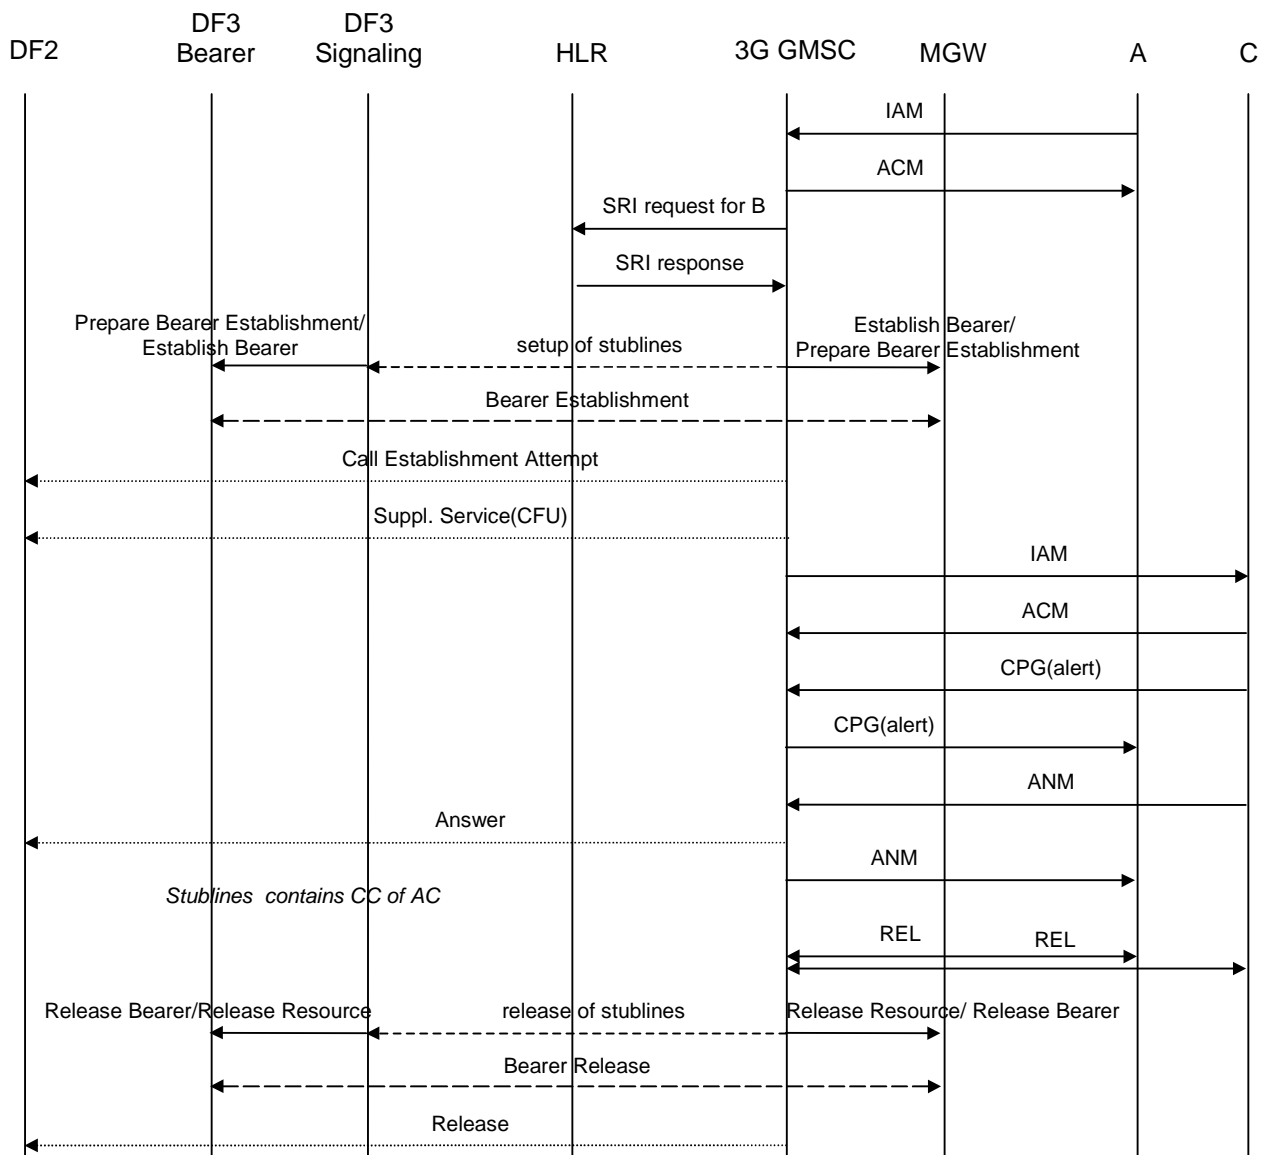 DF2
DF3
Bearer
DF3
Signaling
HLR
3G GMSC
MGW
A
C
IAM
ACM
SRI request for B
SRI response
Prepare Bearer Establishment/
Establish Bearer
setup of stublines
Establish Bearer/
Prepare Bearer Establishment
Bearer Establishment
Call Establishment Attempt
Suppl. Service(CFU)
IAM
ACM
CPG(alert)
CPG(alert)
ANM
Answer
ANM
Stublines contains CC of AC
REL
REL
Release Bearer/Release Resource
release of stublines
Release Resource/ Release Bearer
Bearer Release
Release